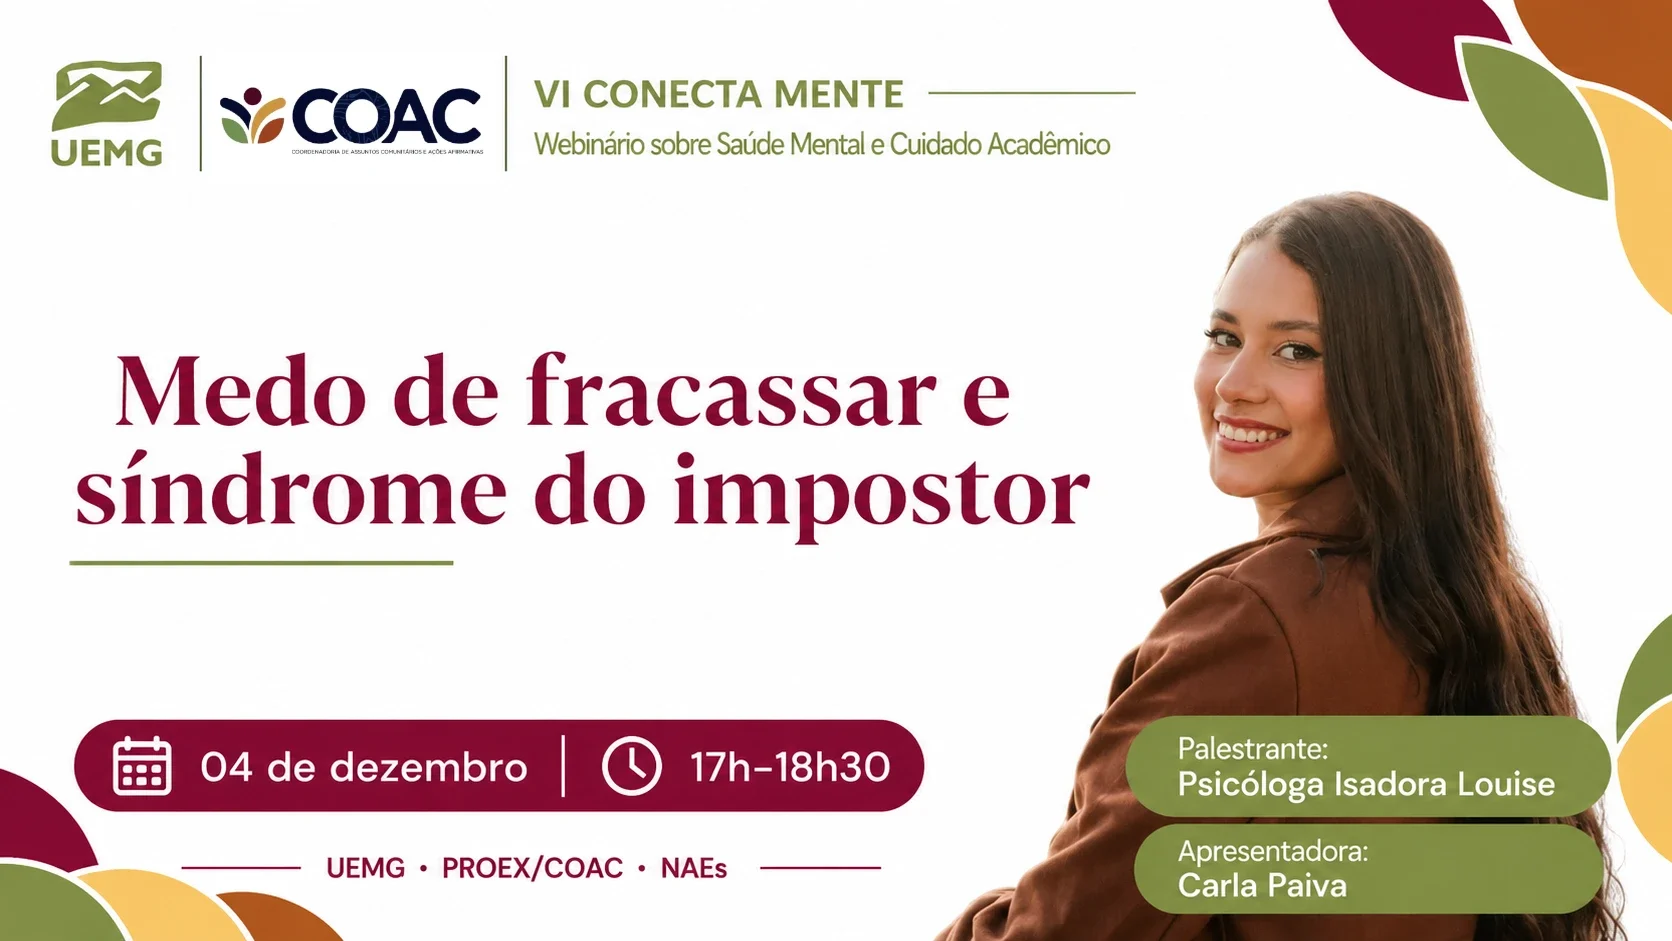 UEMG
COAC
COORDENADORIA DE ASSUNTOS COMUNITÁRIOS E AÇÕES AFIRMATIVAS
VI CONECTA MENTE
Webinário sobre Saúde Mental e Cuidado Acadêmico
Medo de fracassar e
síndrome do impostor
04 de dezembro
17h–18h30
UEMG • PROEX/COAC • NAEs
Palestrante:
Psicóloga Isadora Louise
Apresentadora:
Carla Paiva